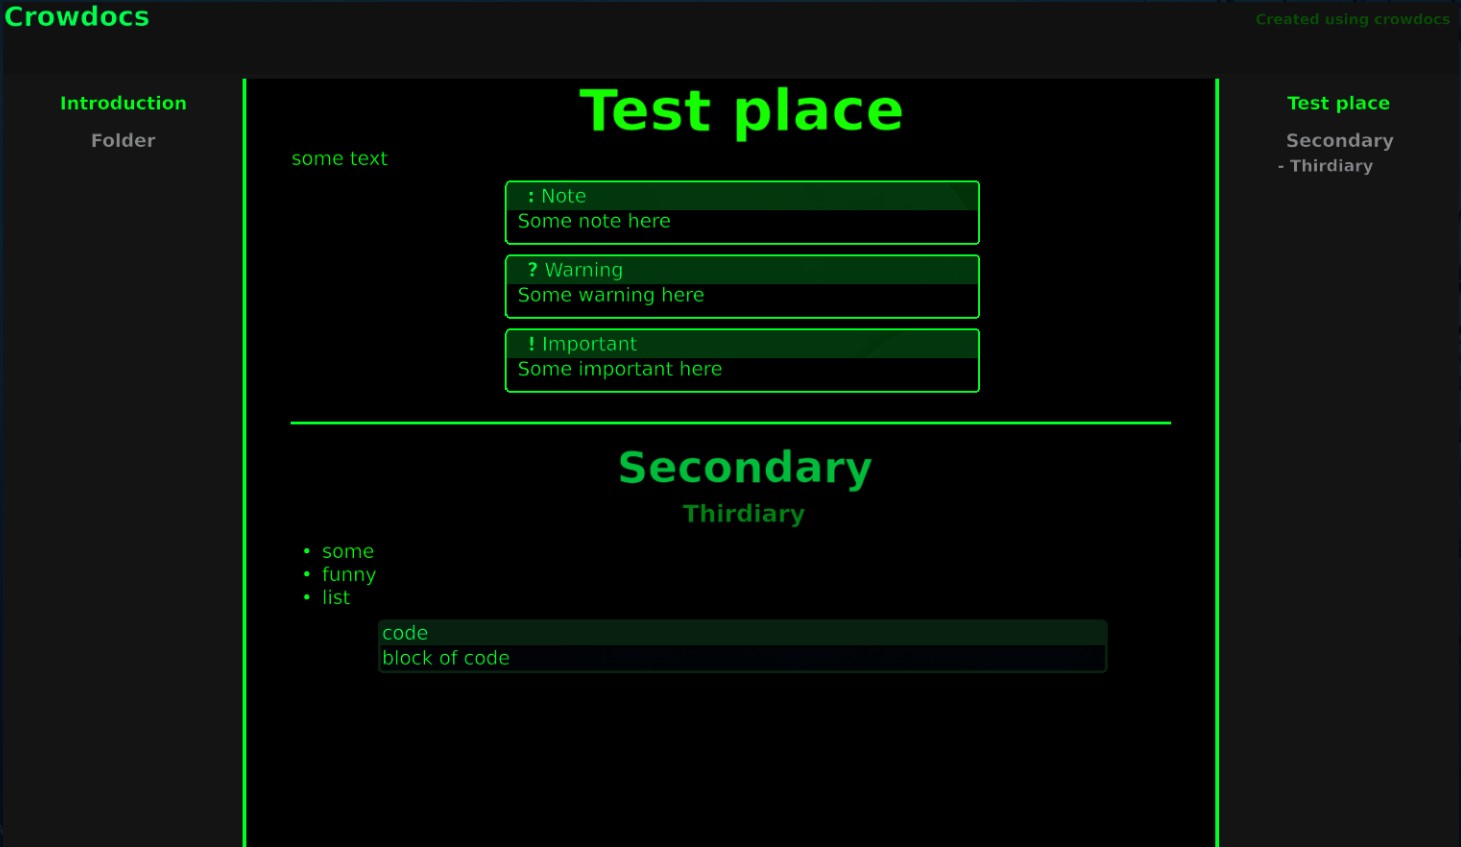 Crowdocs
Created using crowdocs
Introduction
Folder
Test place
some text
: Note
Some note here
? Warning
Some warning here
! Important
Some important here
Secondary
Thirdiary
• some
• funny
• list
code
block of code
Test place
Secondary
- Thirdiary